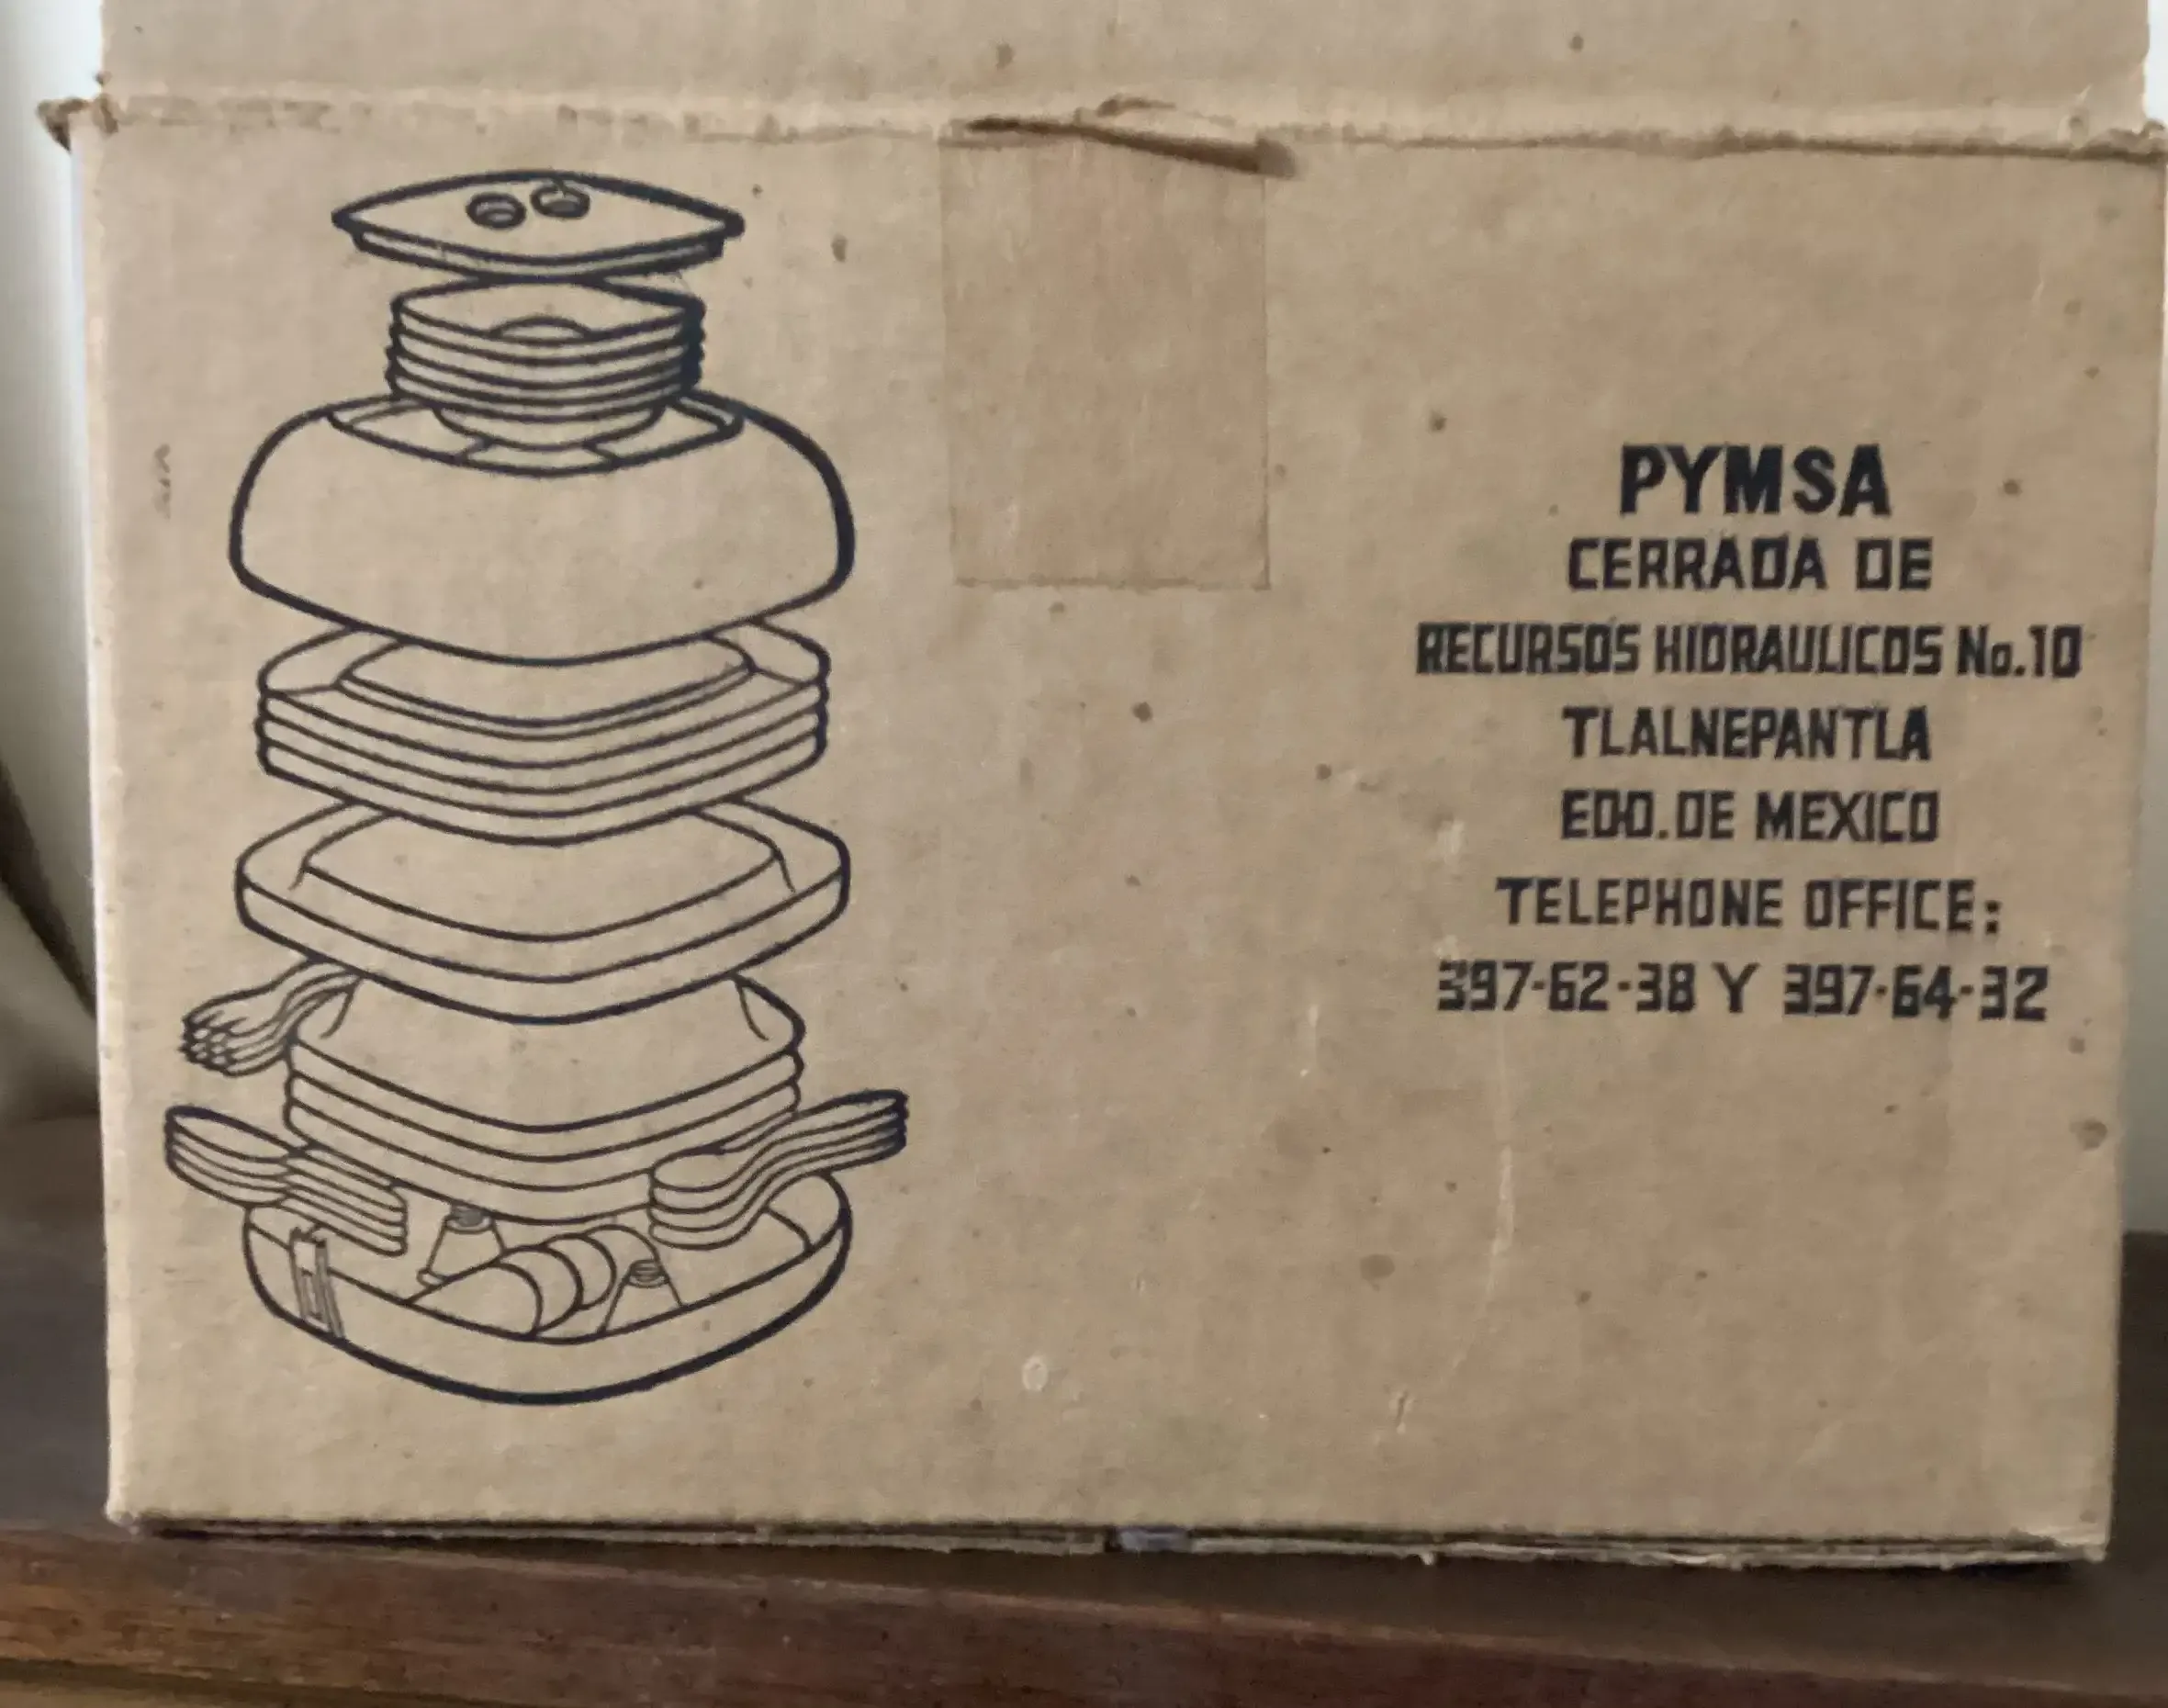 PYMSA
CERRADA DE
RECURSOS HIDRAULICOS No.10
TLALNEPANTLA
EDO.DE MEXICO
TELEPHONE OFFICE:
397-62-38 Y 397-64-32